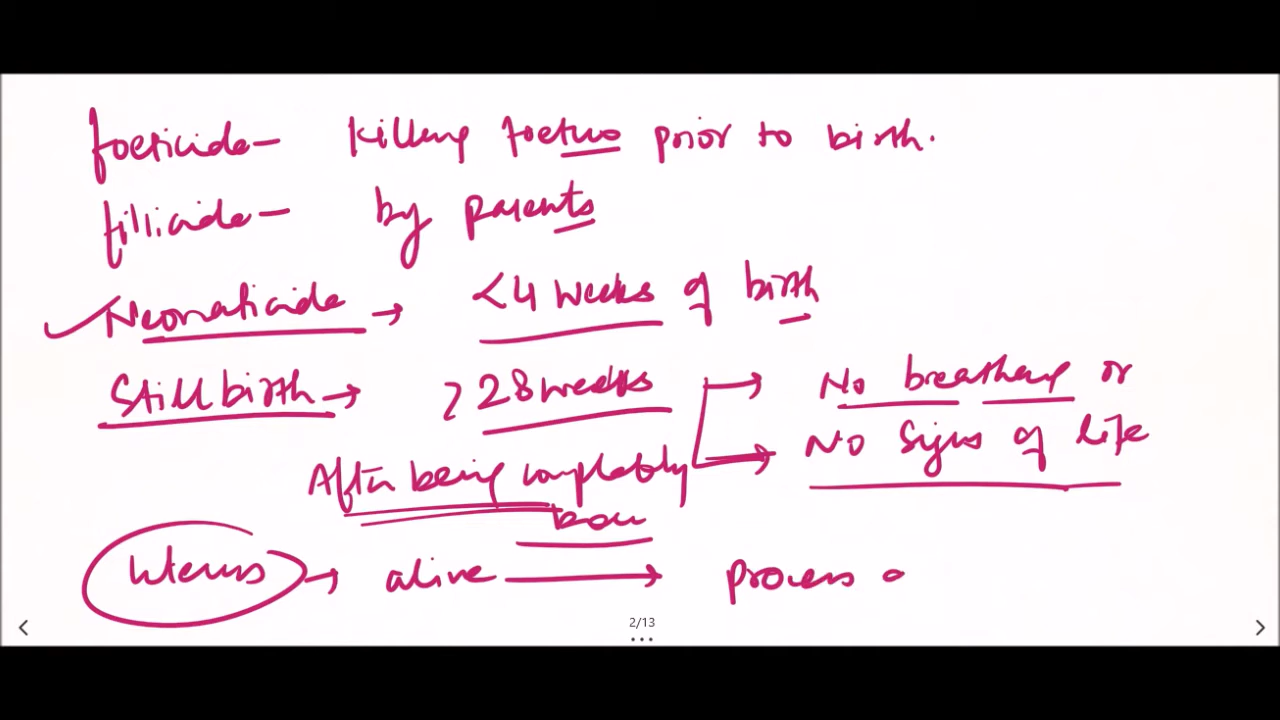 foeticide - killing foetus prior to birth.
filicide - by parents
Neonaticide → <4 weeks of birth
Still birth → >28 weeks → No breathing or
→ No signs of life
After being completely
born
Uterus → alive → process o
2/13